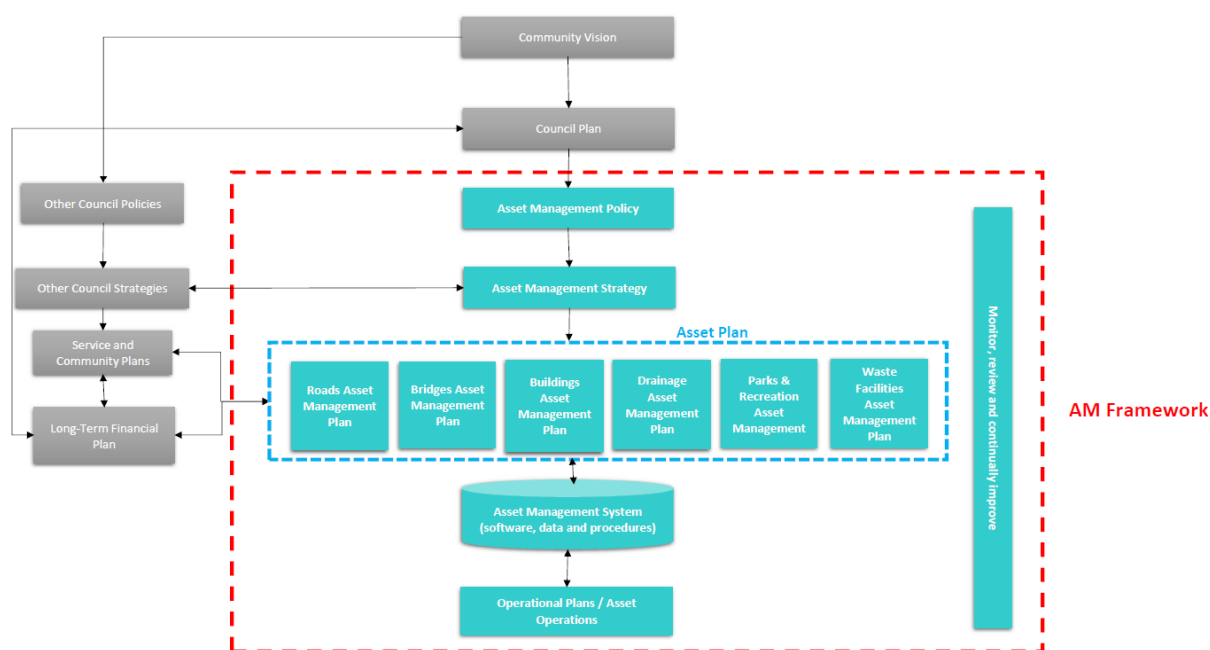 Community Vision
Council Plan
Other Council Policies
Asset Management Policy
Other Council Strategies
Asset Management Strategy
Asset Plan
Service and
Community Plans
Long-Term Financial
Plan
Roads Asset
Management
Plan
Bridges Asset
Management
Plan
Buildings
Asset
Management
Plan
Drainage
Asset
Management
Plan
Parks &
Recreation
Asset
Management
Waste
Facilities
Asset
Management
Plan
Asset Management System
(software, data and procedures)
Operational Plans / Asset
Operations
Monitor, review and continually improve
AM Framework